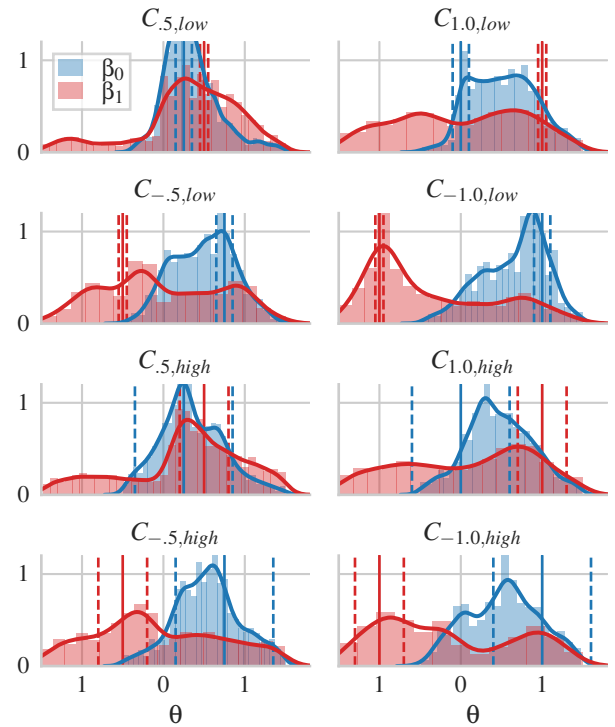 C.5,low C1.0,low
1
β0
β1
0
C-.5,low C-1.0,low
1
0
C.5,high C1.0,high
1
0
C-.5,high C-1.0,high
1
0
1 0 1 1 0 1
θ θ